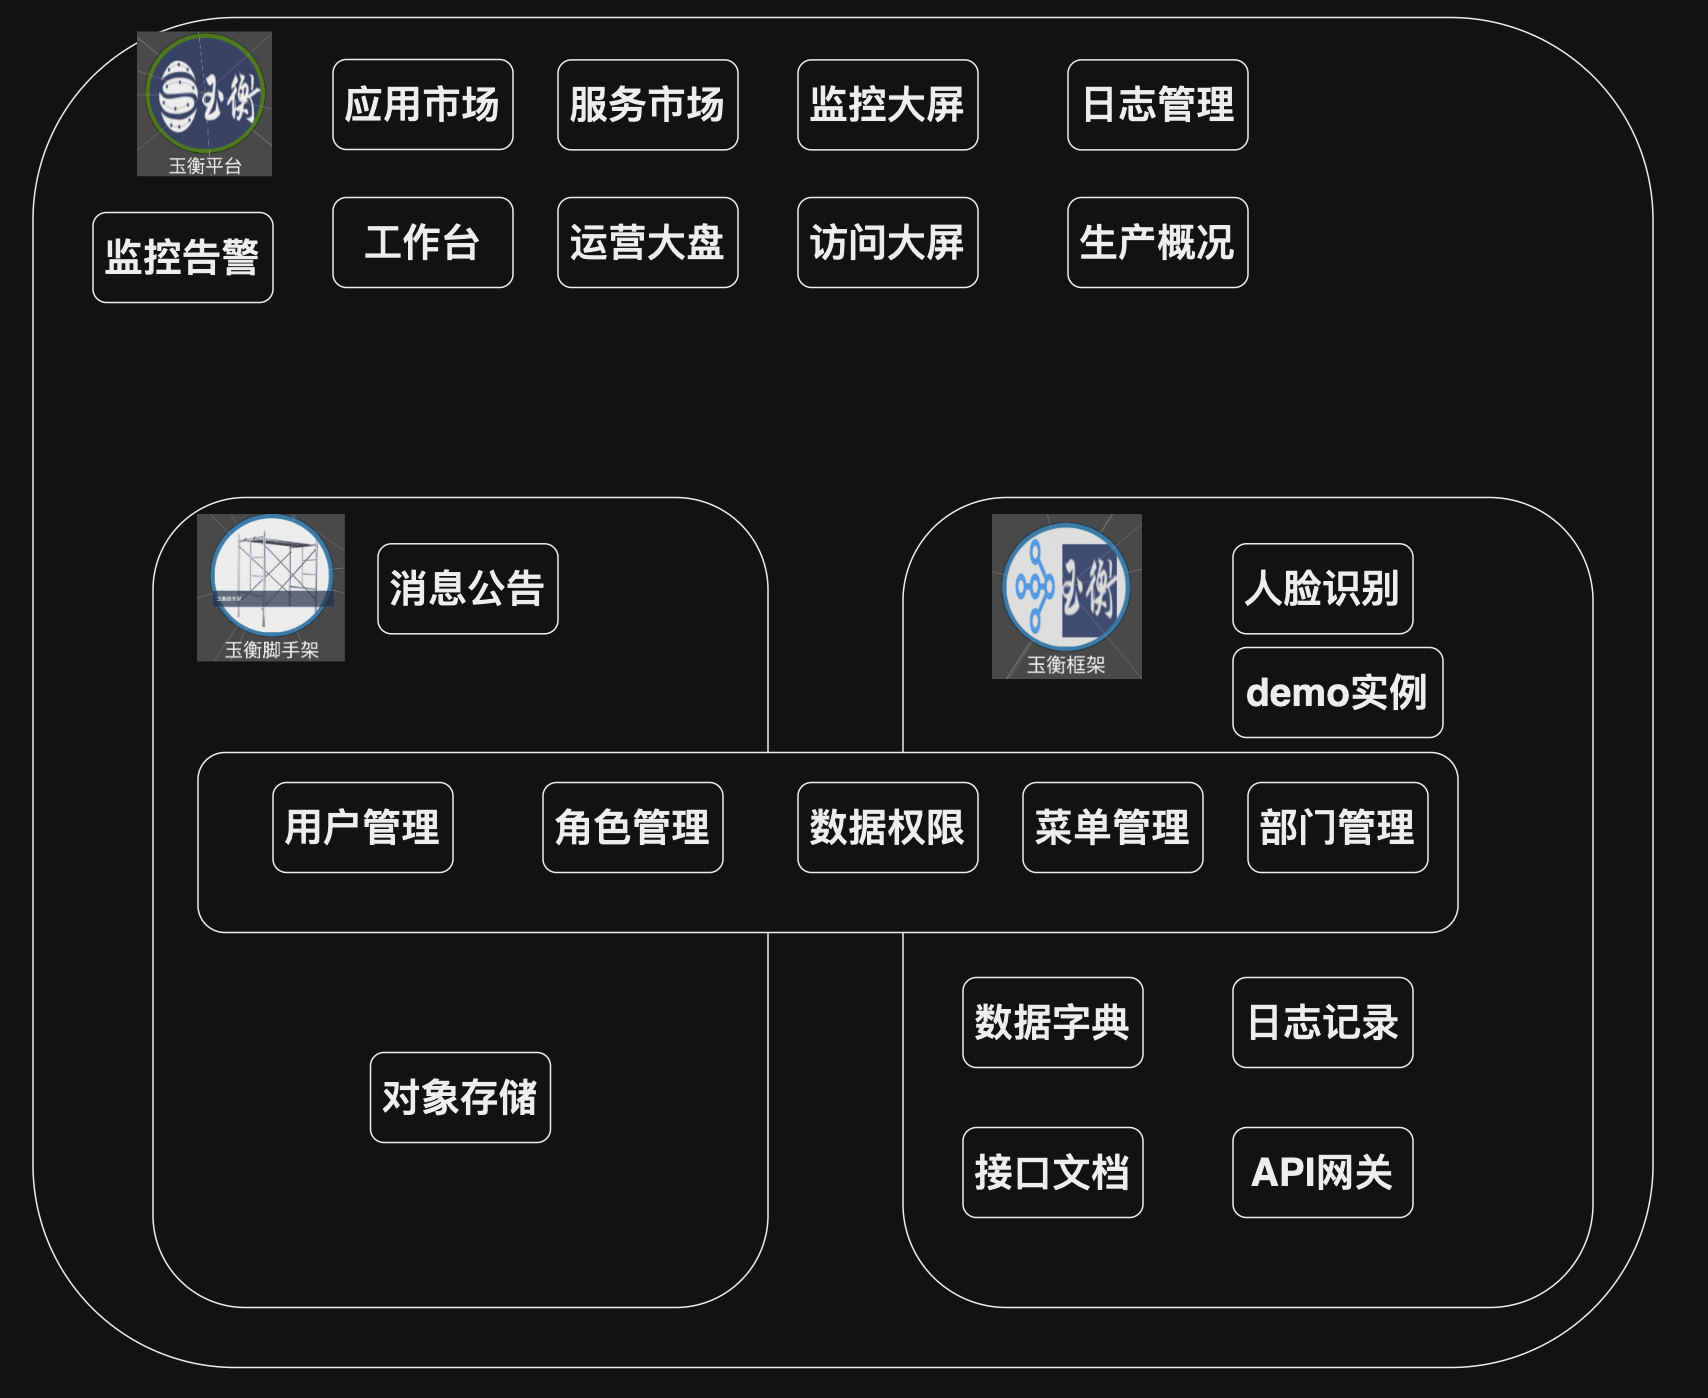 玉衡
玉衡平台
应用市场
服务市场
监控大屏
日志管理
监控告警
工作台
运营大盘
访问大屏
生产概况
玉衡脚手架
玉衡脚手架
消息公告
玉衡
玉衡框架
人脸识别
demo实例
用户管理
角色管理
数据权限
菜单管理
部门管理
对象存储
数据字典
日志记录
接口文档
API网关